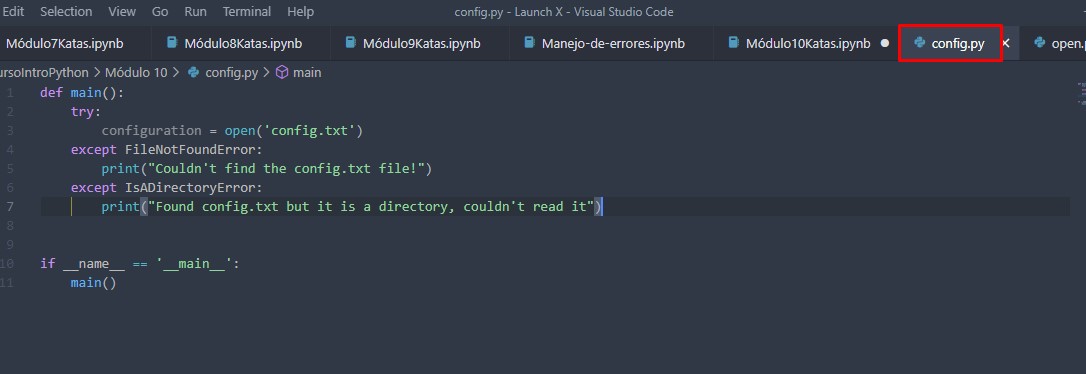 Edit Selection View Go Run Terminal Help config.py - Launch X - Visual Studio Code
Módulo7Katas.ipynb Módulo8Katas.ipynb Módulo9Katas.ipynb Manejo-de-errores.ipynb Módulo10Katas.ipynb config.py open.p
ursoIntroPython > Módulo 10 > config.py > main
1 def main():
2 try:
3 configuration = open('config.txt')
4 except FileNotFoundError:
5 print("Couldn't find the config.txt file!")
6 except IsADirectoryError:
7 print("Found config.txt but it is a directory, couldn't read it")
8
9
10 if __name__ == '__main__':
11 main()